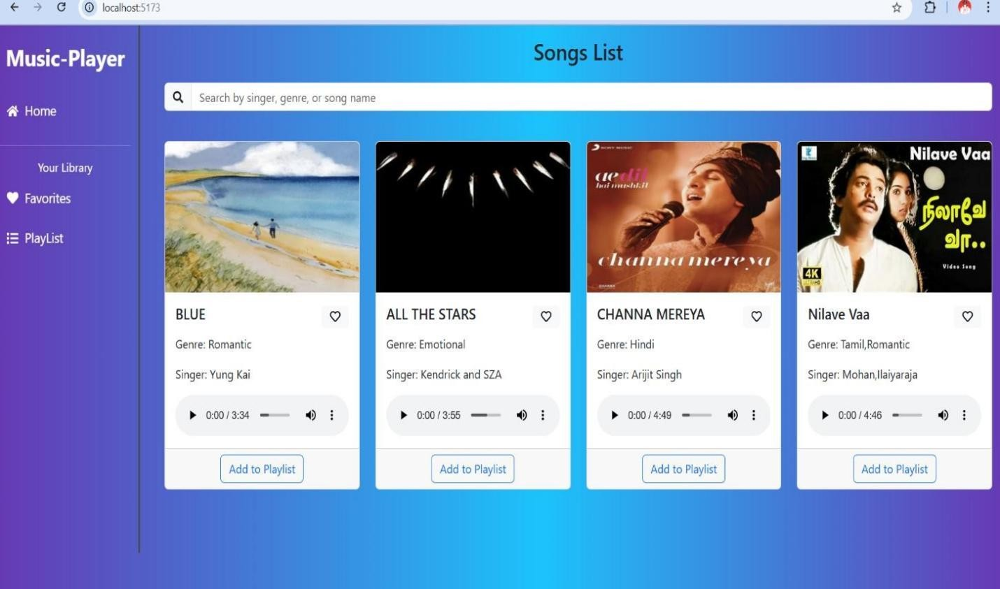 localhost:5173
Music-Player
Home
Your Library
Favorites
PlayList
Songs List
Search by singer, genre, or song name
BLUE
Genre: Romantic
Singer: Yung Kai
0:00 / 3:34
Add to Playlist
ALL THE STARS
Genre: Emotional
Singer: Kendrick and SZA
0:00 / 3:55
Add to Playlist
SONY MUSIC
ae dil
hai mushkil
channa mereya
CHANNA MEREYA
Genre: Hindi
Singer: Arijit Singh
0:00 / 4:49
Add to Playlist
Nilave Vaa
நிலாவே
வா..
Video Song
4K
ULTRAHD
Nilave Vaa
Genre: Tamil,Romantic
Singer: Mohan,Ilaiyaraja
0:00 / 4:46
Add to Playlist